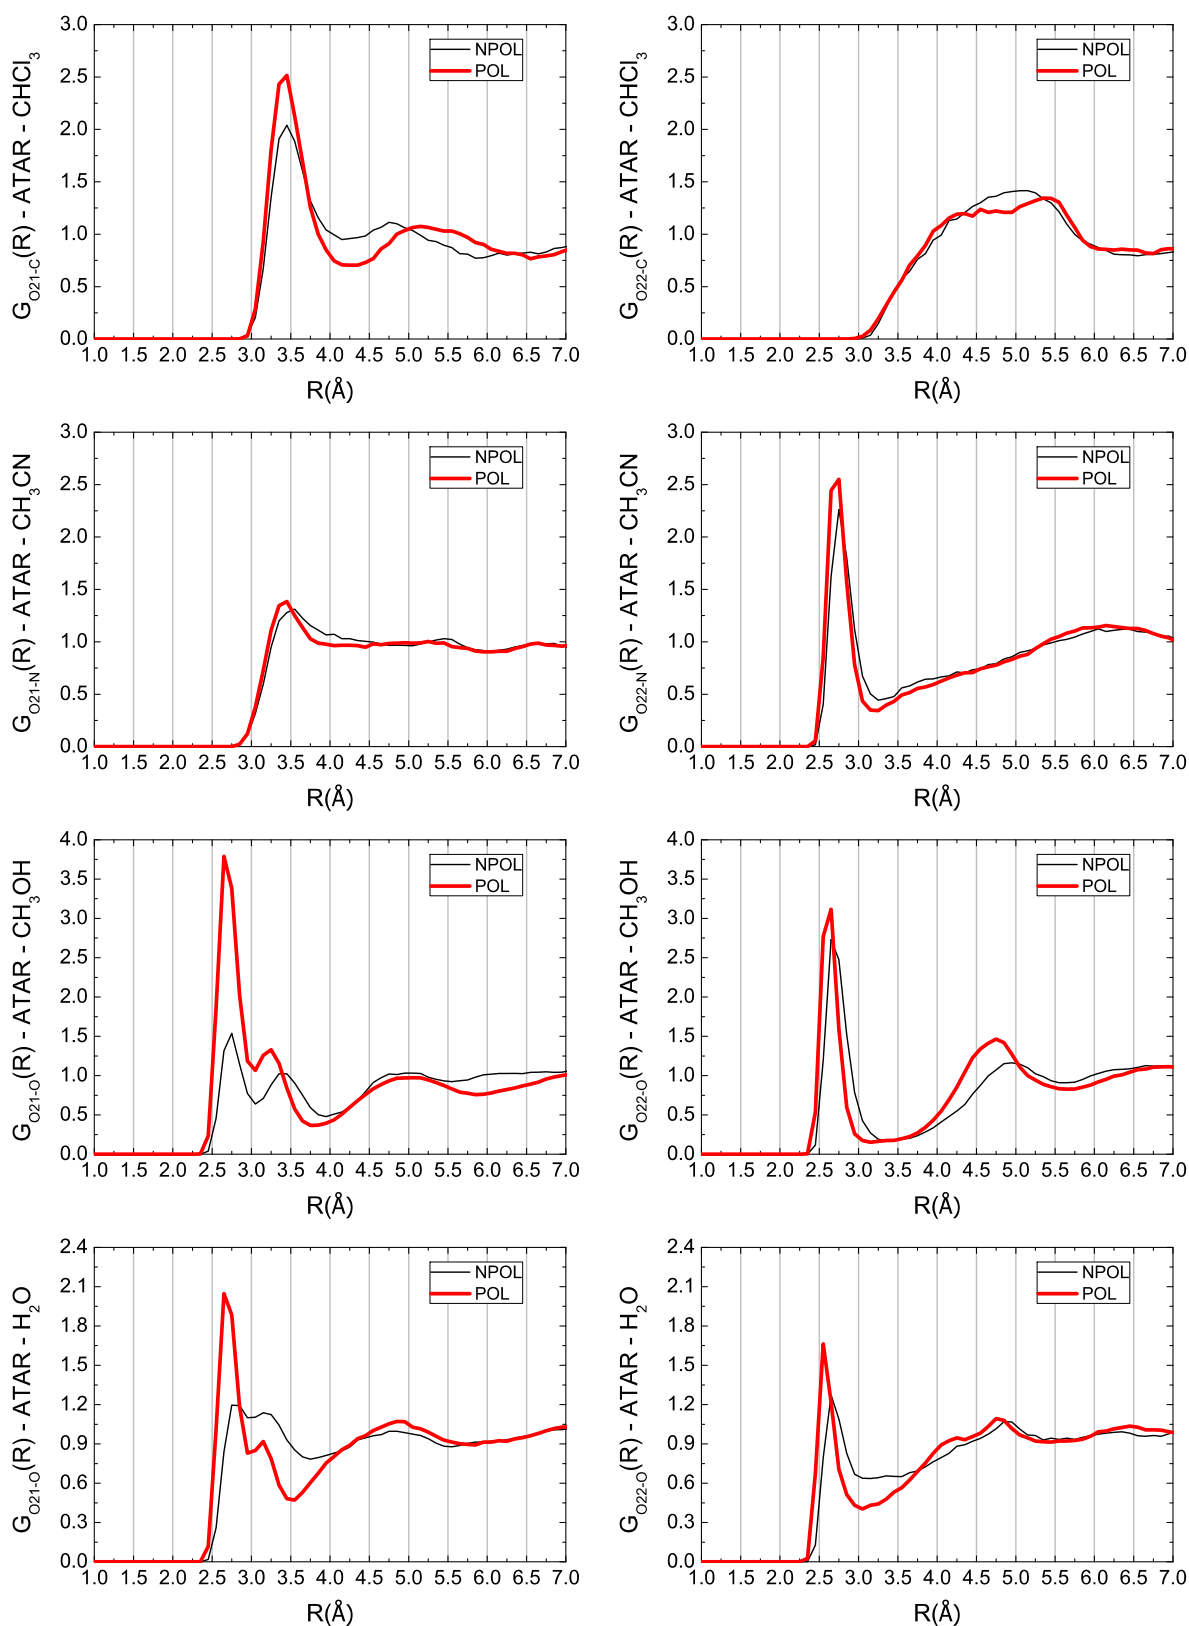 G_O21-C(R) - ATAR - CHCl_3
3.0
2.5
2.0
1.5
1.0
0.5
0.0
NPOL
POL
1.0 1.5 2.0 2.5 3.0 3.5 4.0 4.5 5.0 5.5 6.0 6.5 7.0
R(Å)
G_O22-C(R) - ATAR - CHCl_3
3.0
2.5
2.0
1.5
1.0
0.5
0.0
NPOL
POL
1.0 1.5 2.0 2.5 3.0 3.5 4.0 4.5 5.0 5.5 6.0 6.5 7.0
R(Å)
G_O21-N(R) - ATAR - CH_3CN
3.0
2.5
2.0
1.5
1.0
0.5
0.0
NPOL
POL
1.0 1.5 2.0 2.5 3.0 3.5 4.0 4.5 5.0 5.5 6.0 6.5 7.0
R(Å)
G_O22-N(R) - ATAR - CH_3CN
3.0
2.5
2.0
1.5
1.0
0.5
0.0
NPOL
POL
1.0 1.5 2.0 2.5 3.0 3.5 4.0 4.5 5.0 5.5 6.0 6.5 7.0
R(Å)
G_O21-O(R) - ATAR - CH_3OH
4.0
3.5
3.0
2.5
2.0
1.5
1.0
0.5
0.0
NPOL
POL
1.0 1.5 2.0 2.5 3.0 3.5 4.0 4.5 5.0 5.5 6.0 6.5 7.0
R(Å)
G_O22-O(R) - ATAR - CH_3OH
4.0
3.5
3.0
2.5
2.0
1.5
1.0
0.5
0.0
NPOL
POL
1.0 1.5 2.0 2.5 3.0 3.5 4.0 4.5 5.0 5.5 6.0 6.5 7.0
R(Å)
G_O21-O(R) - ATAR - H_2O
2.4
2.1
1.8
1.5
1.2
0.9
0.6
0.3
0.0
NPOL
POL
1.0 1.5 2.0 2.5 3.0 3.5 4.0 4.5 5.0 5.5 6.0 6.5 7.0
R(Å)
G_O22-O(R) - ATAR - H_2O
2.4
2.1
1.8
1.5
1.2
0.9
0.6
0.3
0.0
NPOL
POL
1.0 1.5 2.0 2.5 3.0 3.5 4.0 4.5 5.0 5.5 6.0 6.5 7.0
R(Å)